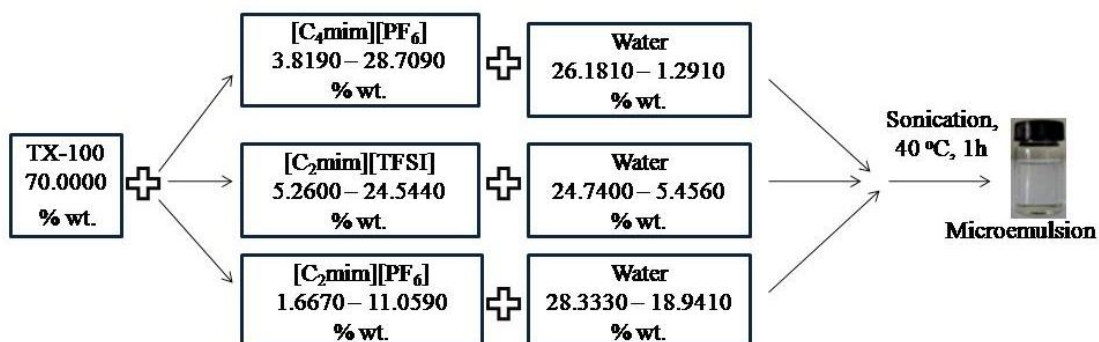 TX-100
70.0000
% wt.
[C₄mim][PF₆]
3.8190 – 28.7090
% wt.
Water
26.1810 – 1.2910
% wt.
[C₂mim][TFSI]
5.2600 – 24.5440
% wt.
Water
24.7400 – 5.4560
% wt.
[C₂mim][PF₆]
1.6670 – 11.0590
% wt.
Water
28.3330 – 18.9410
% wt.
Sonication,
40 ºC, 1h
Microemulsion